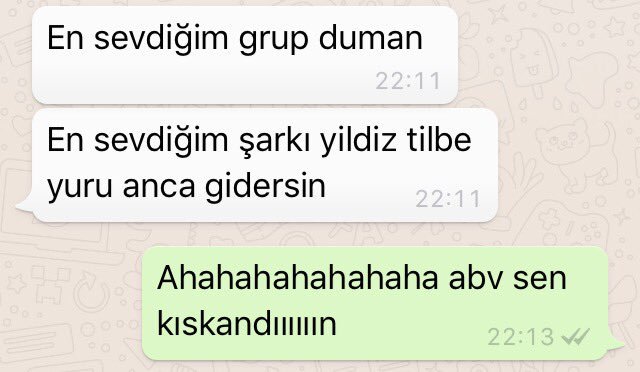 En sevdiğim grup duman
22:11
En sevdiğim şarkı yildiz tilbe
yuru anca gidersin
22:11
Ahahahahahahaha abv sen
kıskandııııııın
22:13